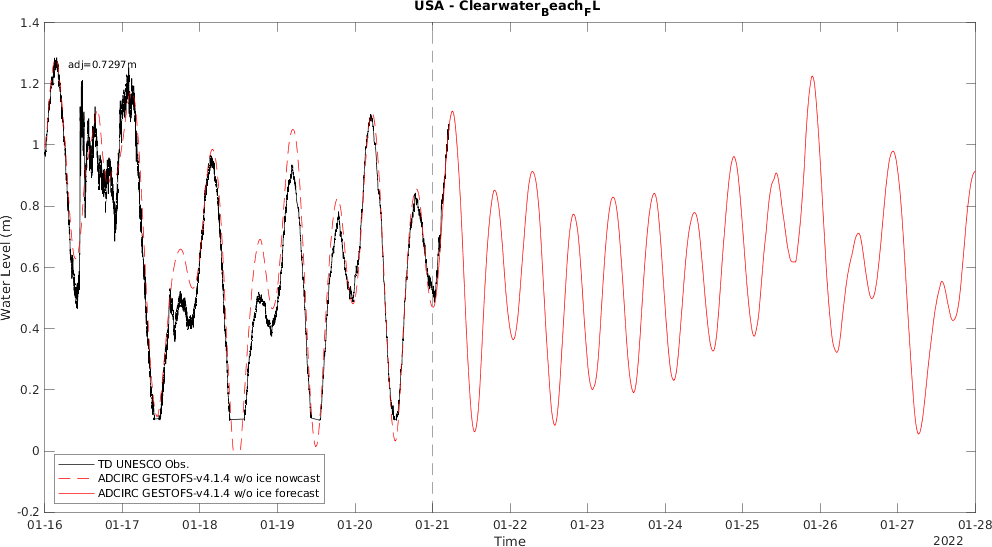 USA - Clearwater_Beach_FL
1.4
1.2
1
0.8
0.6
0.4
0.2
0
-0.2
Water Level (m)
adj=0.7297m
TD UNESCO Obs.
ADCIRC GESTOFS-v4.1.4 w/o ice nowcast
ADCIRC GESTOFS-v4.1.4 w/o ice forecast
01-16 01-17 01-18 01-19 01-20 01-21 01-22 01-23 01-24 01-25 01-26 01-27 01-28
Time
2022